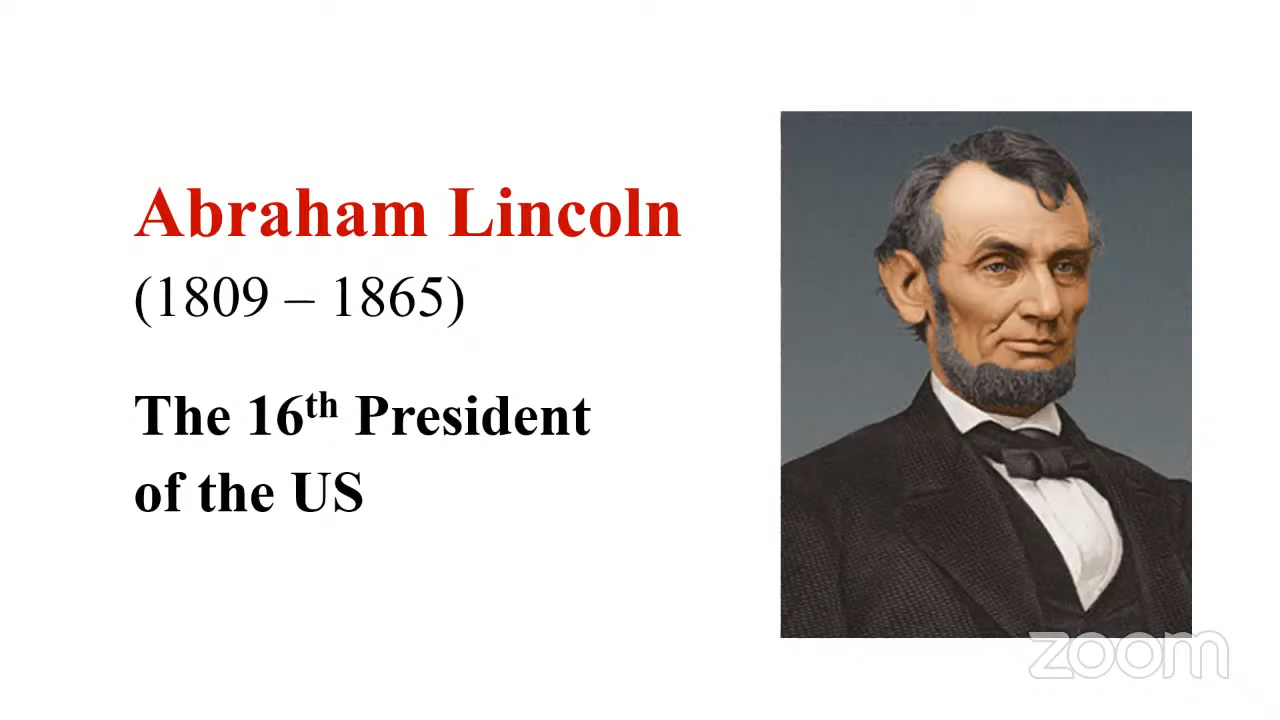 Abraham Lincoln
(1809 – 1865)
The 16th President
of the US
zoom